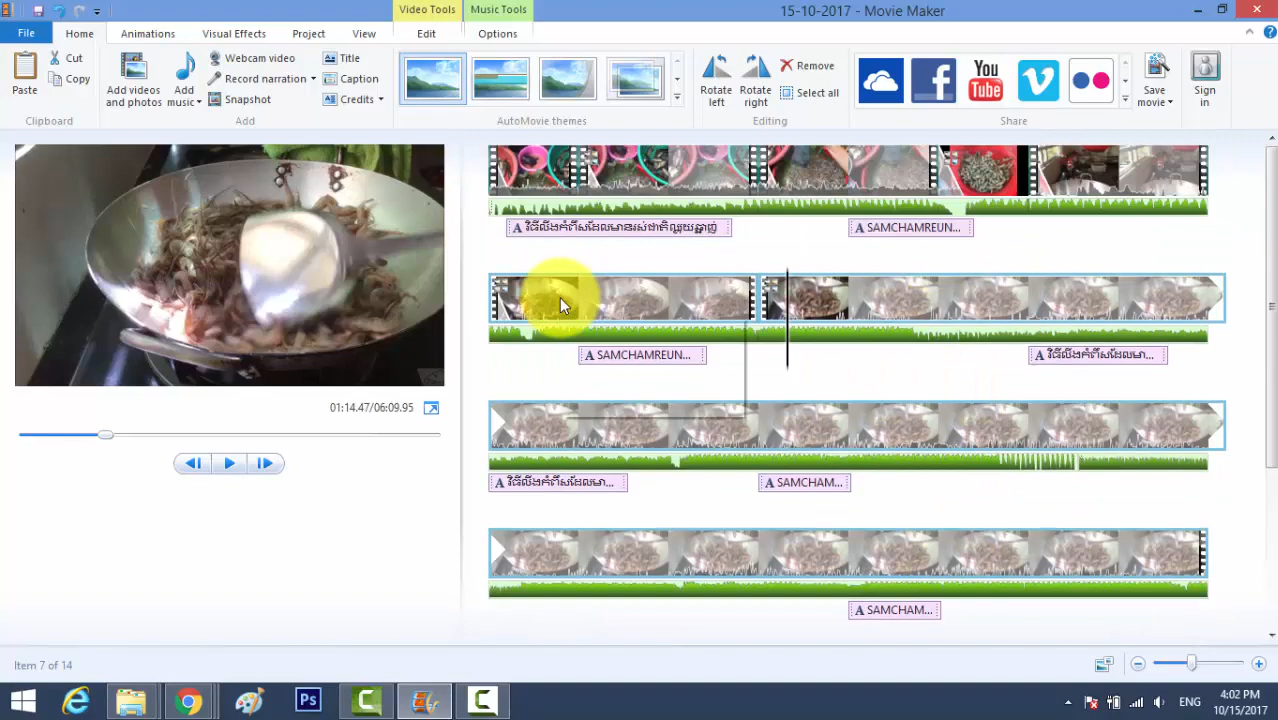 Video Tools
Music Tools
15-10-2017 - Movie Maker
File
Home
Animations
Visual Effects
Project
View
Edit
Options
Paste
Cut
Copy
Clipboard
Add videos
and photos
Add
music
Webcam video
Record narration
Snapshot
Title
Caption
Credits
Add
AutoMovie themes
Rotate
left
Rotate
right
Remove
Select all
Editing
You
Tube
Share
Save
movie
Sign
in
01:14.47/06:09.95
A SAMCHAMREUN...
A SAMCHAMREUN...
A SAMCHAM...
A SAMCHAM...
Item 7 of 14
Ps
ENG
4:02 PM
10/15/2017